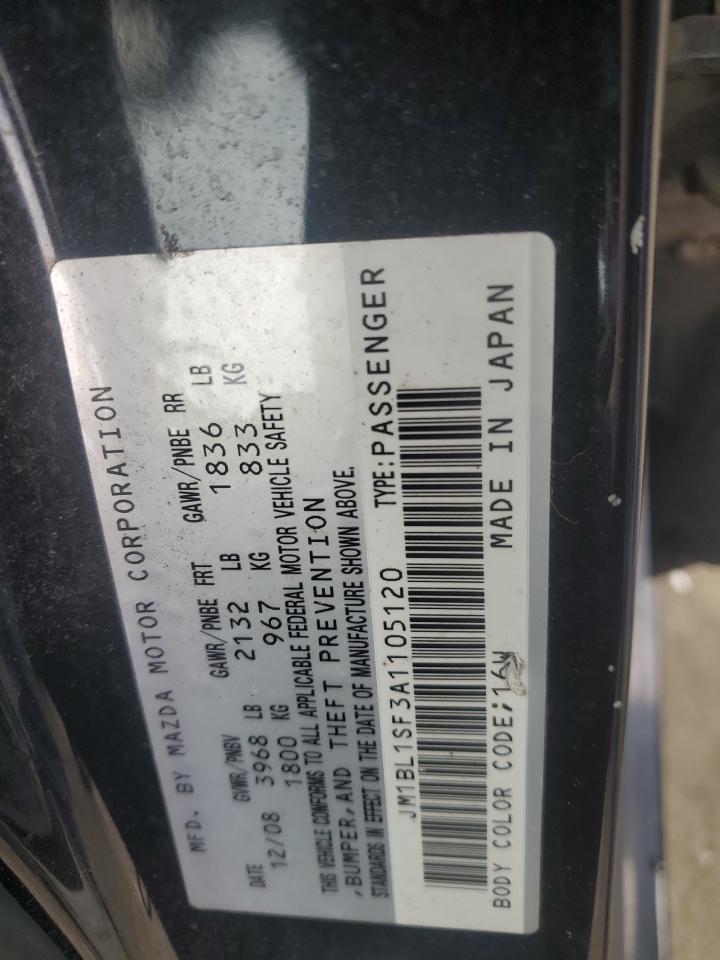 MFD. BY MAZDA MOTOR CORPORATION
DATE GVWR/PNBV GAWR/PNBE FRT GAWR/PNBE RR
12/08 3968 LB 2132 LB 1836 LB
1800 KG 967 KG 833 KG
THIS VEHICLE CONFORMS TO ALL APPLICABLE FEDERAL MOTOR VEHICLE SAFETY
,BUMPER,AND THEFT PREVENTION
STANDARDS IN EFFECT ON THE DATE OF MANUFACTURE SHOWN ABOVE.
JM1BL1SF3A1105120 TYPE:PASSENGER
BODY COLOR CODE;16W MADE IN JAPAN